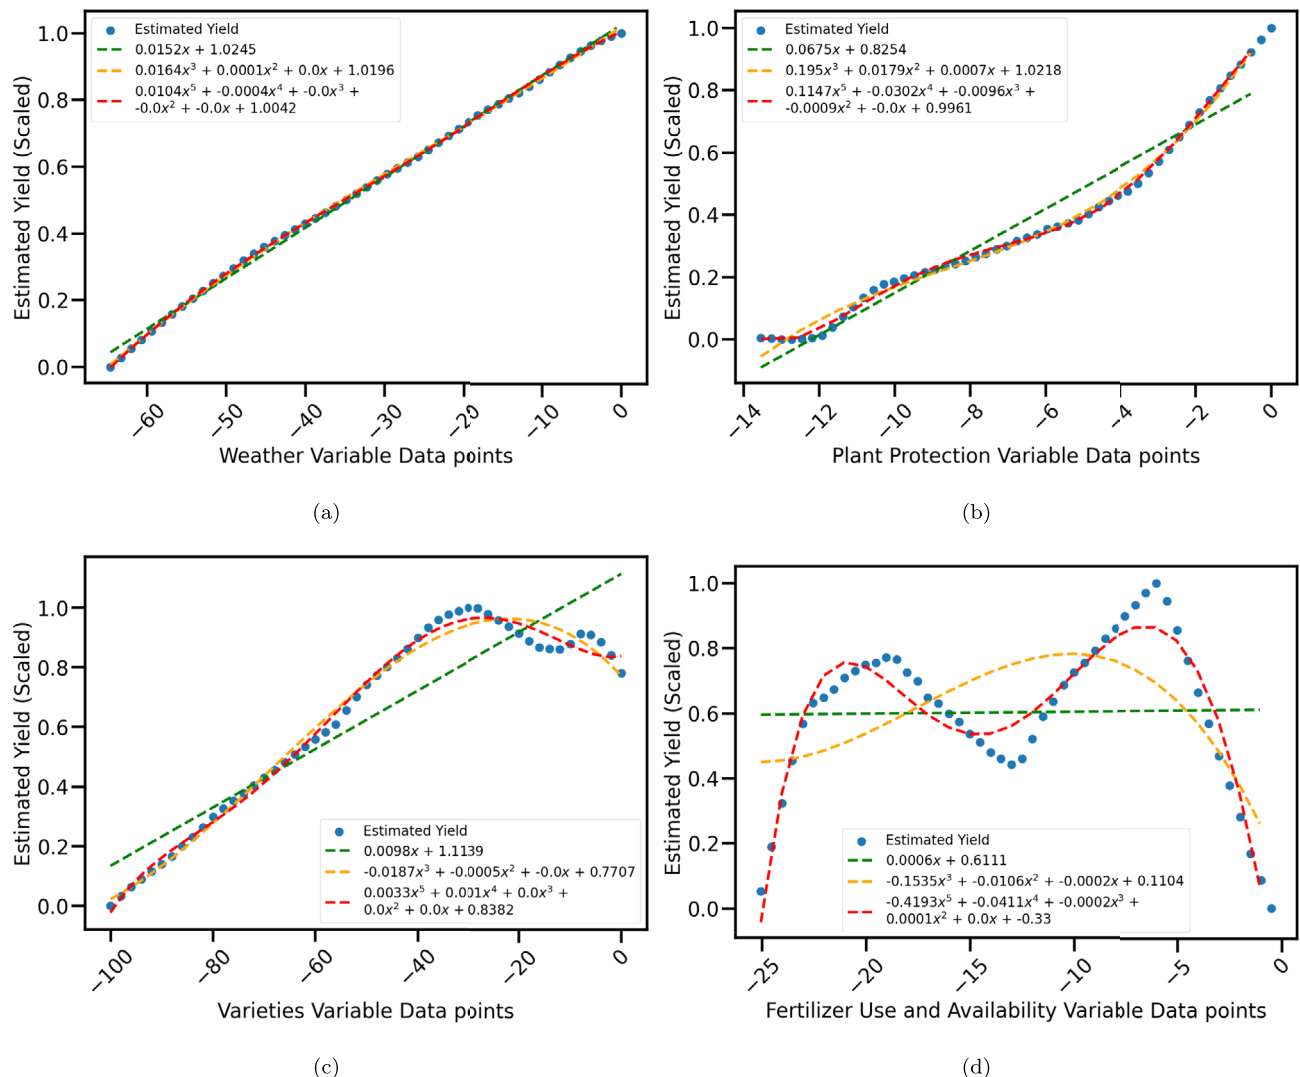 Estimated Yield (Scaled)
1.0
0.8
0.6
0.4
0.2
0.0
Estimated Yield
0.0152x + 1.0245
0.0164x³ + 0.0001x² + 0.0x + 1.0196
0.0104x⁵ + -0.0004x⁴ + -0.0x³ +
-0.0x² + -0.0x + 1.0042
−60
−50
−40
−30
−20
−10
0
Weather Variable Data points
(a)
Estimated Yield (Scaled)
1.0
0.8
0.6
0.4
0.2
0.0
Estimated Yield
0.0675x + 0.8254
0.195x³ + 0.0179x² + 0.0007x + 1.0218
0.1147x⁵ + -0.0302x⁴ + -0.0096x³ +
-0.0009x² + -0.0x + 0.9961
−14
−12
−10
−8
−6
−4
−2
0
Plant Protection Variable Data points
(b)
Estimated Yield (Scaled)
1.0
0.8
0.6
0.4
0.2
0.0
Estimated Yield
0.0098x + 1.1139
-0.0187x³ + -0.0005x² + -0.0x + 0.7707
0.0033x⁵ + 0.001x⁴ + 0.0x³ +
0.0x² + 0.0x + 0.8382
−100
−80
−60
−40
−20
0
Varieties Variable Data points
(c)
Estimated Yield (Scaled)
1.0
0.8
0.6
0.4
0.2
0.0
Estimated Yield
0.0006x + 0.6111
-0.1535x³ + -0.0106x² + -0.0002x + 0.1104
-0.4193x⁵ + -0.0411x⁴ + -0.0002x³ +
0.0001x² + 0.0x + -0.33
−25
−20
−15
−10
−5
0
Fertilizer Use and Availability Variable Data points
(d)